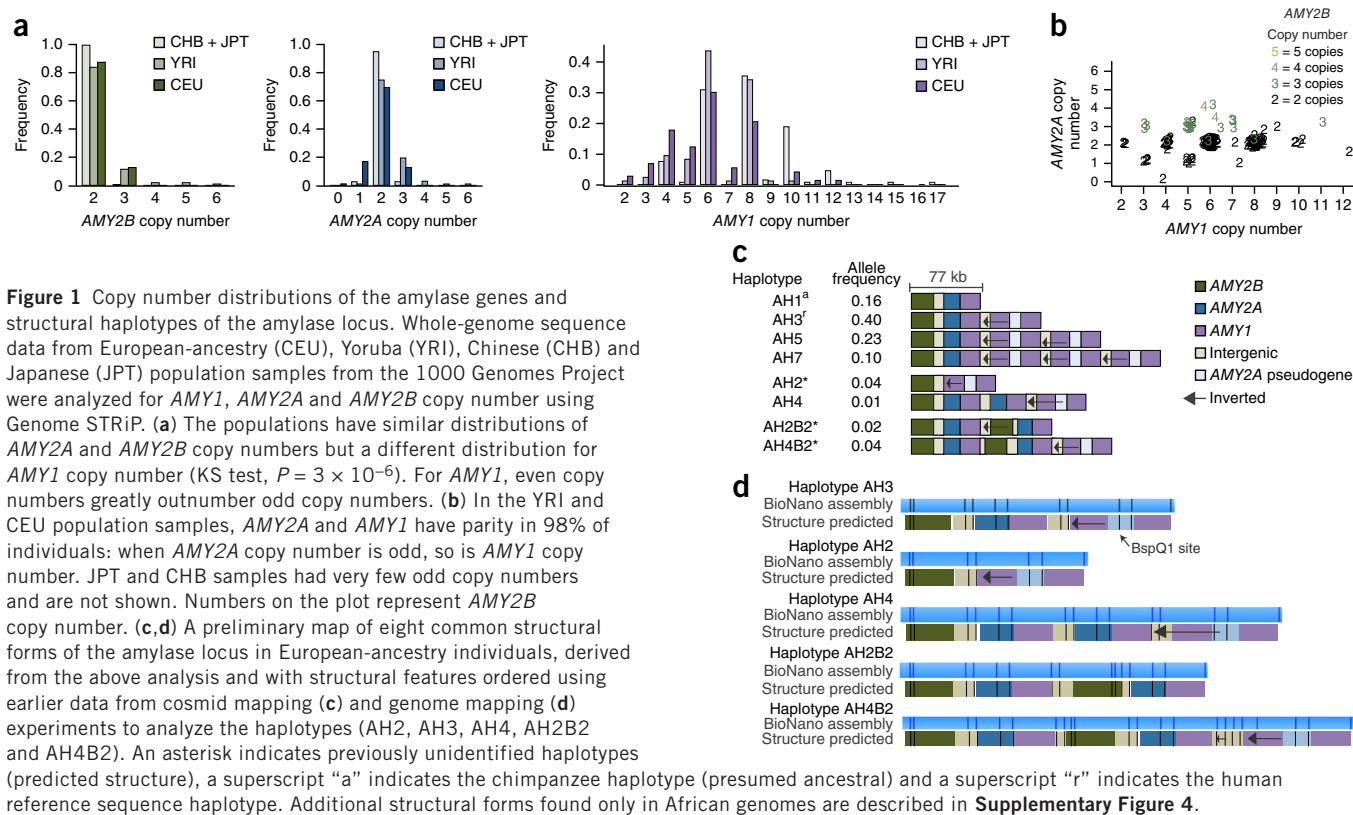 a
1.0
0.8
0.6
0.4
0.2
0
Frequency
2 3 4 5 6
AMY2B copy number
CHB + JPT
YRI
CEU
1.0
0.8
0.6
0.4
0.2
0
Frequency
0 1 2 3 4 5 6
AMY2A copy number
CHB + JPT
YRI
CEU
0.4
0.3
0.2
0.1
0
Frequency
2 3 4 5 6 7 8 9 10 11 12 13 14 15 16 17
AMY1 copy number
CHB + JPT
YRI
CEU
b
AMY2B
Copy number
5 = 5 copies
4 = 4 copies
3 = 3 copies
2 = 2 copies
6
5
4
3
2
1
0
AMY2A copy
number
2 3 4 5 6 7 8 9 10 11 12
AMY1 copy number
c
Haplotype
Allele
frequency
77 kb
AH1a 0.16
AH3r 0.40
AH5 0.23
AH7 0.10
AH2* 0.04
AH4 0.01
AH2B2* 0.02
AH4B2* 0.04
AMY2B
AMY2A
AMY1
Intergenic
AMY2A pseudogene
Inverted
d
Haplotype AH3
BioNano assembly
Structure predicted
BspQ1 site
Haplotype AH2
BioNano assembly
Structure predicted
Haplotype AH4
BioNano assembly
Structure predicted
Haplotype AH2B2
BioNano assembly
Structure predicted
Haplotype AH4B2
BioNano assembly
Structure predicted
Figure 1 Copy number distributions of the amylase genes and
structural haplotypes of the amylase locus. Whole-genome sequence
data from European-ancestry (CEU), Yoruba (YRI), Chinese (CHB) and
Japanese (JPT) population samples from the 1000 Genomes Project
were analyzed for AMY1, AMY2A and AMY2B copy number using
Genome STRiP. (a) The populations have similar distributions of
AMY2A and AMY2B copy numbers but a different distribution for
AMY1 copy number (KS test, P = 3 × 10−6). For AMY1, even copy
numbers greatly outnumber odd copy numbers. (b) In the YRI and
CEU population samples, AMY2A and AMY1 have parity in 98% of
individuals: when AMY2A copy number is odd, so is AMY1 copy
number. JPT and CHB samples had very few odd copy numbers
and are not shown. Numbers on the plot represent AMY2B
copy number. (c,d) A preliminary map of eight common structural
forms of the amylase locus in European-ancestry individuals, derived
from the above analysis and with structural features ordered using
earlier data from cosmid mapping (c) and genome mapping (d)
experiments to analyze the haplotypes (AH2, AH3, AH4, AH2B2
and AH4B2). An asterisk indicates previously unidentified haplotypes
(predicted structure), a superscript “a” indicates the chimpanzee haplotype (presumed ancestral) and a superscript “r” indicates the human
reference sequence haplotype. Additional structural forms found only in African genomes are described in Supplementary Figure 4.